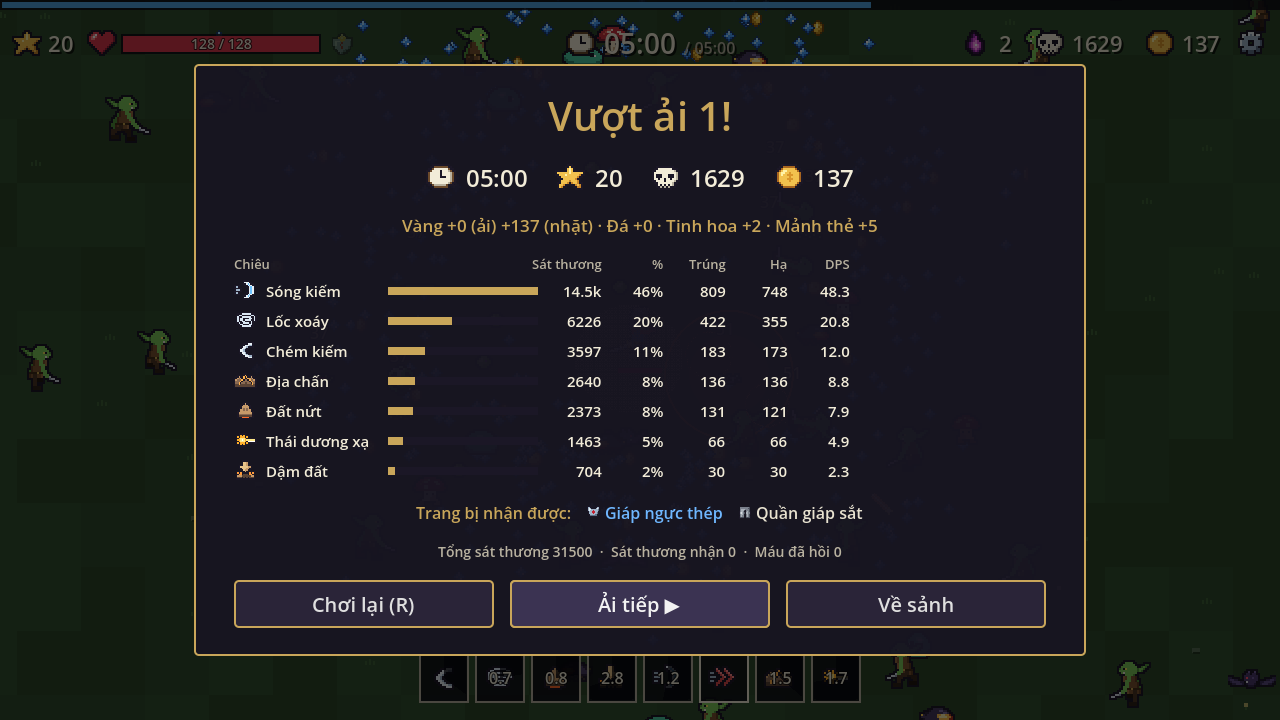 20 128 / 128 05:00 / 05:00 2 1629 137
Vượt ải 1!
05:00 20 1629 137
Vàng +0 (ải) +137 (nhặt) · Đá +0 · Tinh hoa +2 · Mảnh thẻ +5
Chiêu Sát thương % Trúng Hạ DPS
Sóng kiếm 14.5k 46% 809 748 48.3
Lốc xoáy 6226 20% 422 355 20.8
Chém kiếm 3597 11% 183 173 12.0
Địa chấn 2640 8% 136 136 8.8
Đất nứt 2373 8% 131 121 7.9
Thái dương xạ 1463 5% 66 66 4.9
Dậm đất 704 2% 30 30 2.3
Trang bị nhận được: Giáp ngực thép Quần giáp sắt
Tổng sát thương 31500 · Sát thương nhận 0 · Máu đã hồi 0
Chơi lại (R) Ải tiếp ▶ Về sảnh
0.7 0.8 2.8 1.2 1.5 1.7